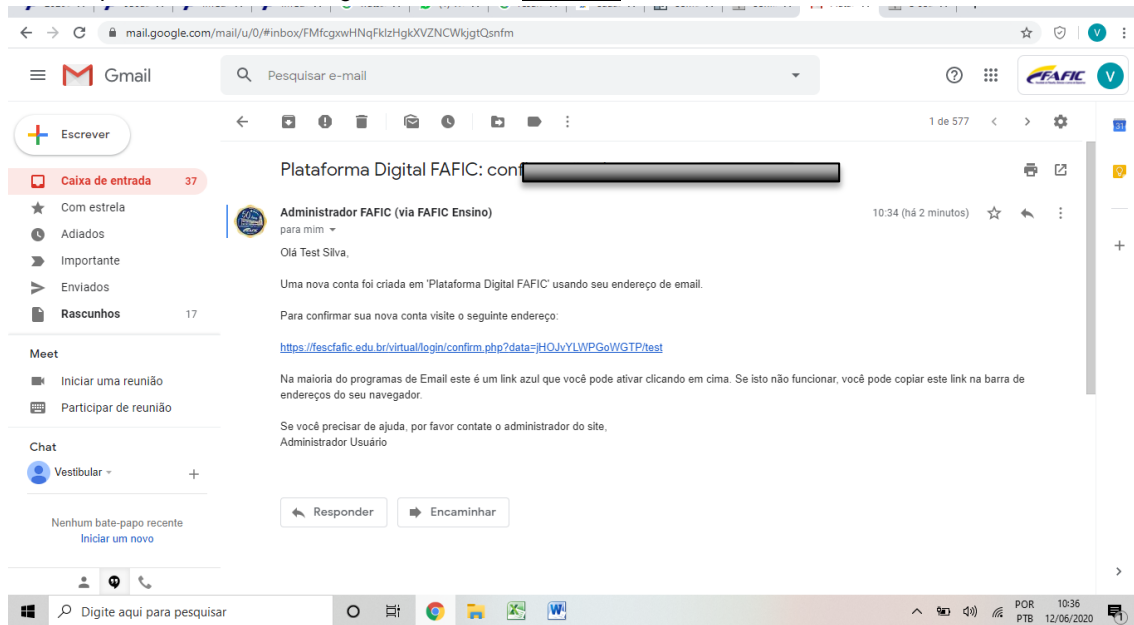 mail.google.com/mail/u/0/#inbox/FMfcgxwHNqFklzHgkXVZNCWkjgtQsnfm
V
Gmail
Pesquisar e-mail
FAFIC
V
Escrever
1 de 577
31
Caixa de entrada 37
Com estrela
Adiados
Importante
Enviados
Rascunhos 17
Meet
Iniciar uma reunião
Participar de reunião
Chat
Vestibular
Nenhum bate-papo recente
Iniciar um novo
Plataforma Digital FAFIC: conf
Administrador FAFIC (via FAFIC Ensino) 10:34 (há 2 minutos)
para mim
Olá Test Silva,
Uma nova conta foi criada em 'Plataforma Digital FAFIC' usando seu endereço de email.
Para confirmar sua nova conta visite o seguinte endereço:
https://fescfafic.edu.br/virtual/login/confirm.php?data=jHOJvYLWPGoWGTP/test
Na maioria do programas de Email este é um link azul que você pode ativar clicando em cima. Se isto não funcionar, você pode copiar este link na barra de
endereços do seu navegador.
Se você precisar de ajuda, por favor contate o administrador do site,
Administrador Usuário
Responder
Encaminhar
Digite aqui para pesquisar
POR 10:36
PTB 12/06/2020